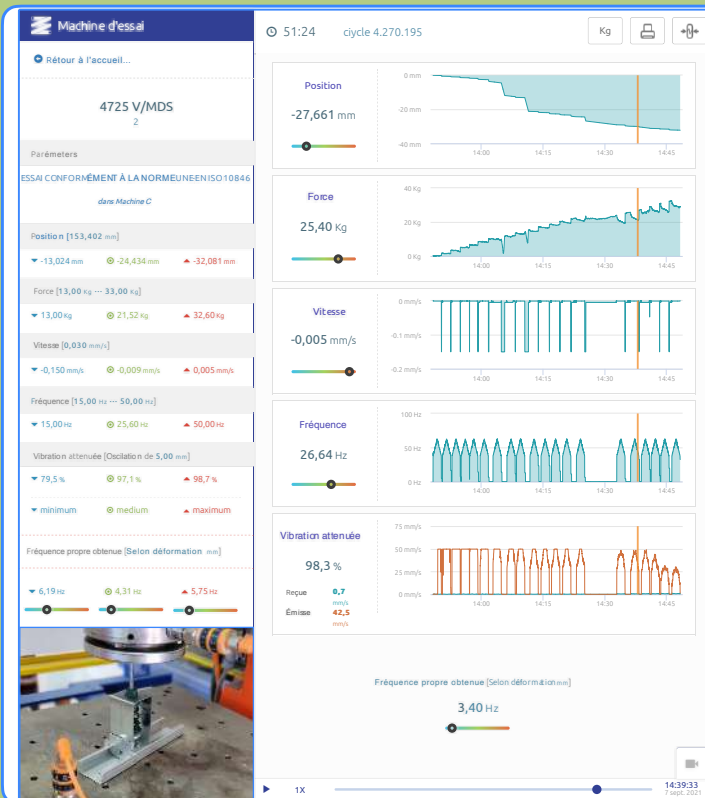 Machine d'essai
Rétour à l'accueil...
4725 V/MDS
2
Parémeters
ESSAI CONFORMÉMENT À LA NORME UNE-EN ISO 10846
dans Machine C
Position [153,402 mm]
-13,024 mm -24,434 mm -32,081 mm
Force [13,00 Kg ··· 33,00 Kg]
13,00 Kg 21,52 Kg 32,60 Kg
Vitesse [0,030 mm/s]
-0,150 mm/s -0,009 mm/s 0,005 mm/s
Fréquence [15,00 Hz ··· 50,00 Hz]
15,00 Hz 25,60 Hz 50,00 Hz
Vibration attenuée [Oscilation de 5,00 mm]
79,5 % 97,1 % 98,7 %
minimum medium maximum
Fréquence propre obtenue [Selon déformation mm]
6,19 Hz 4,31 Hz 5,75 Hz
51:24 ciycle 4.270.195 Kg
Position
-27,661 mm
0 mm
-20 mm
-40 mm
14:00 14:15 14:30 14:45
Force
25,40 Kg
40 Kg
20 Kg
0 Kg
14:00 14:15 14:30 14:45
Vitesse
-0,005 mm/s
0 mm/s
-0.1 mm/s
-0.2 mm/s
14:00 14:15 14:30 14:45
Fréquence
26,64 Hz
100 Hz
50 Hz
0 Hz
14:00 14:15 14:30 14:45
Vibration attenuée
98,3 %
Reçue 0,7
mm/s
Émise 42,5
mm/s
75 mm/s
50 mm/s
25 mm/s
0 mm/s
14:00 14:15 14:30 14:45
Fréquence propre obtenue [Selon déformation mm]
3,40 Hz
1X
14:39:33
7 sept. 2021